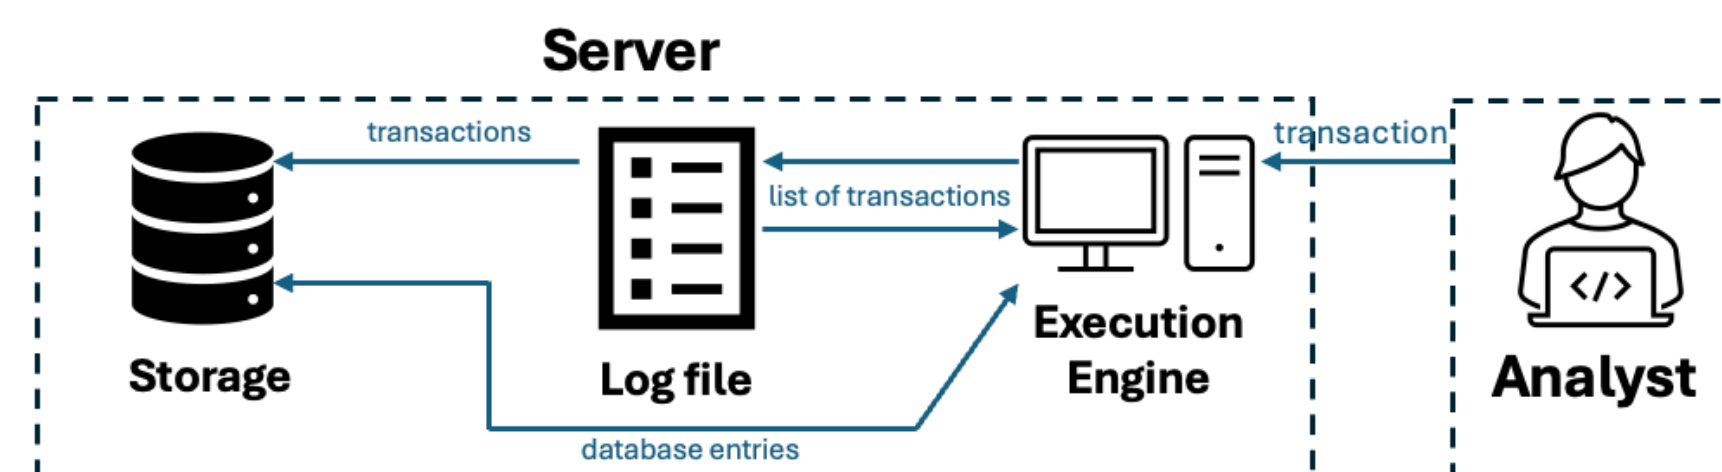 Server
transactions
transaction
list of transactions
</>
Execution
Engine
Storage
Log file
Analyst
database entries